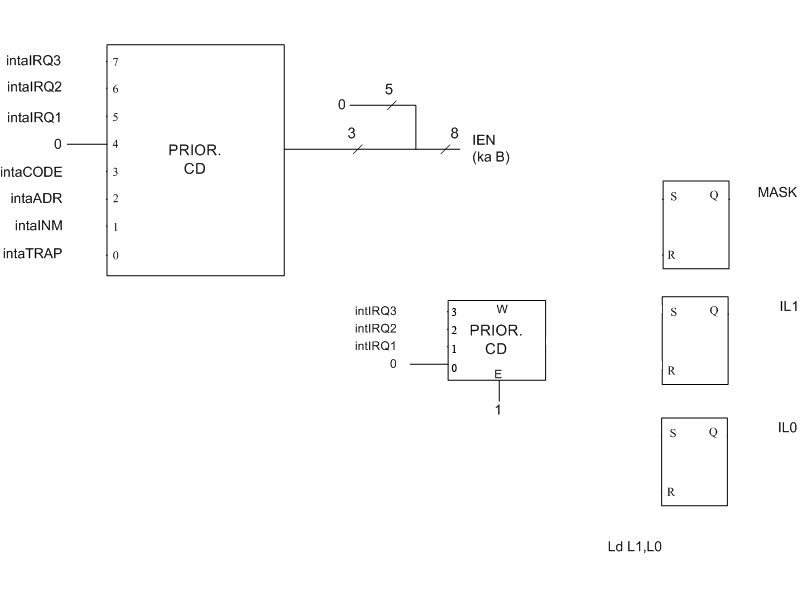 intaIRQ3
7
intaIRQ2
6
intaIRQ1
5
0
4
intaCODE
3
intaADR
2
intaINM
1
intaTRAP
0
PRIOR.
CD
0
5
3
8
IEN
(ka B)
S
Q
R
MASK
intIRQ3
3
W
intIRQ2
2
PRIOR.
intIRQ1
1
CD
0
0
E
1
S
Q
R
IL1
S
Q
R
IL0
Ld L1,L0